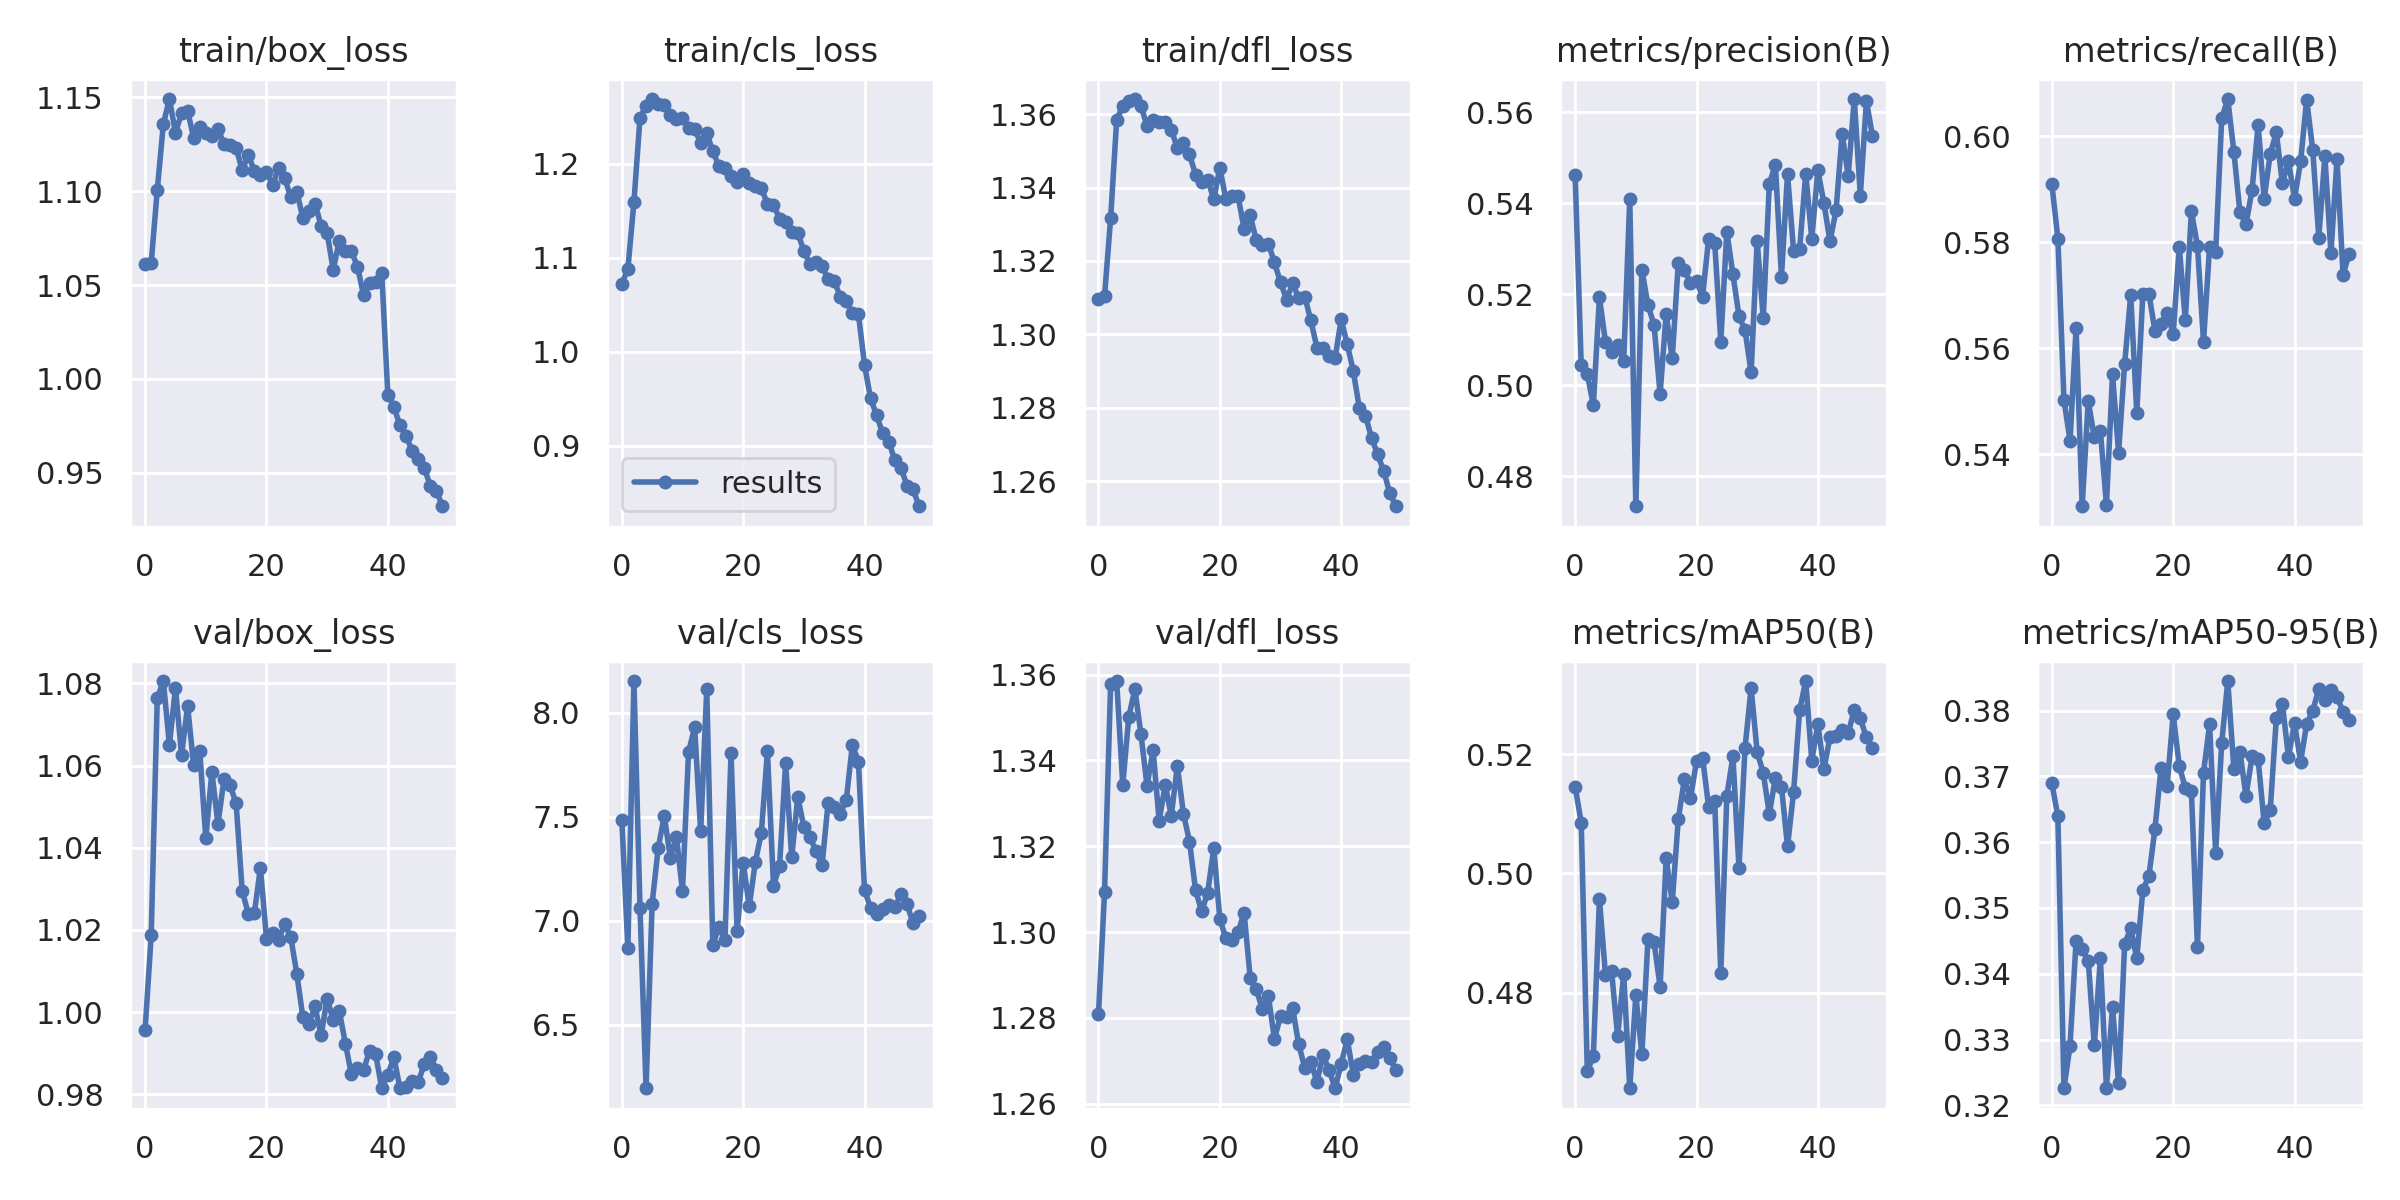 train/box_loss
1.15
1.10
1.05
1.00
0.95
0 20 40
train/cls_loss
1.2
1.1
1.0
0.9
results
0 20 40
train/dfl_loss
1.36
1.34
1.32
1.30
1.28
1.26
0 20 40
metrics/precision(B)
0.56
0.54
0.52
0.50
0.48
0 20 40
metrics/recall(B)
0.60
0.58
0.56
0.54
0 20 40
val/box_loss
1.08
1.06
1.04
1.02
1.00
0.98
0 20 40
val/cls_loss
8.0
7.5
7.0
6.5
0 20 40
val/dfl_loss
1.36
1.34
1.32
1.30
1.28
1.26
0 20 40
metrics/mAP50(B)
0.52
0.50
0.48
0 20 40
metrics/mAP50-95(B)
0.38
0.37
0.36
0.35
0.34
0.33
0.32
0 20 40